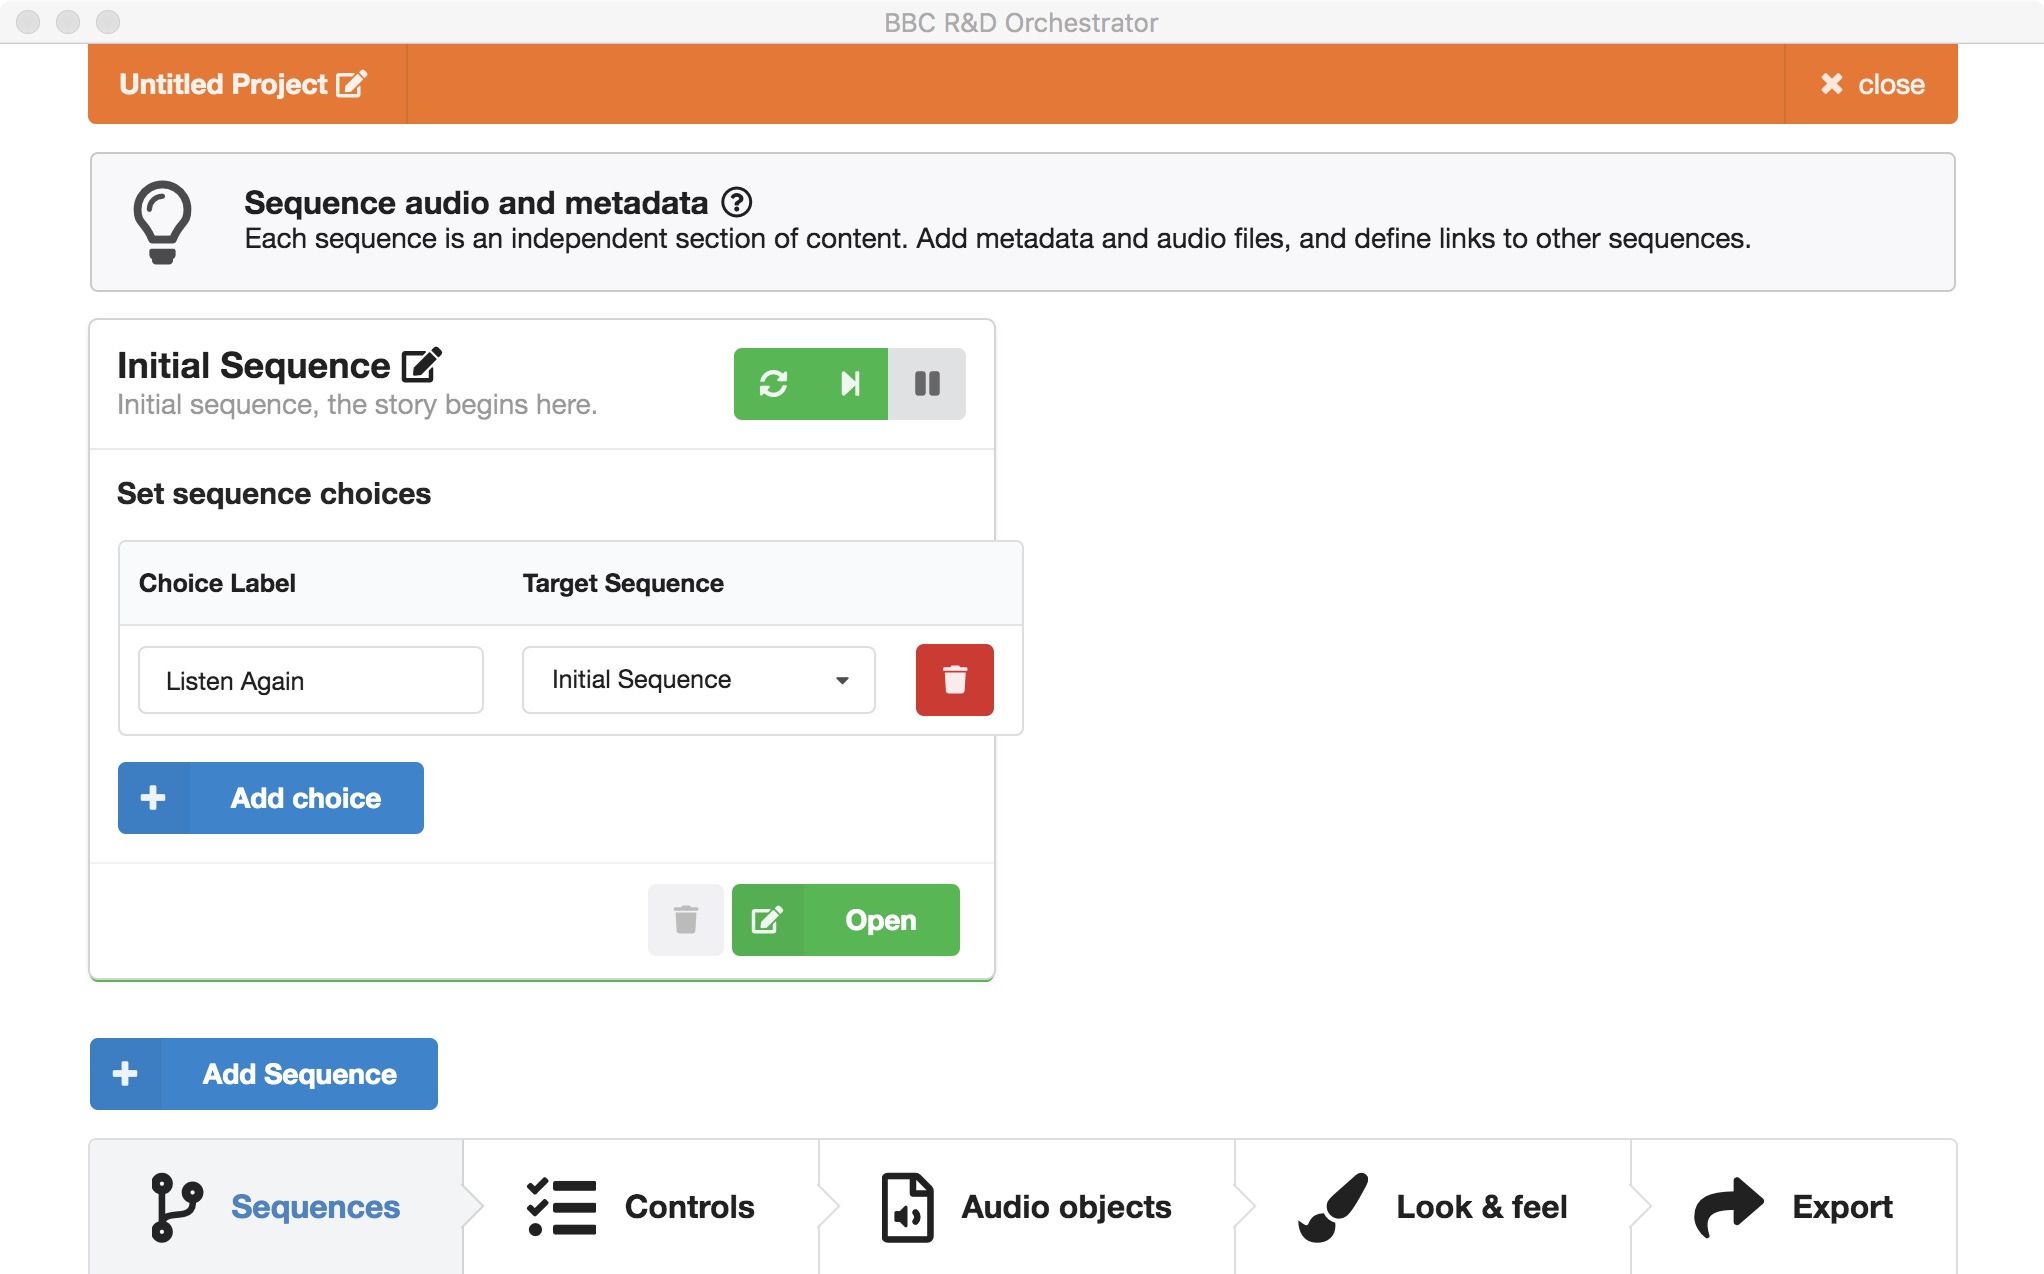 BBC R&D Orchestrator
Untitled Project
close
Sequence audio and metadata
Each sequence is an independent section of content. Add metadata and audio files, and define links to other sequences.
Initial Sequence
Initial sequence, the story begins here.
Set sequence choices
Choice Label Target Sequence
Listen Again Initial Sequence
Add choice
Open
Add Sequence
Sequences Controls Audio objects Look & feel Export